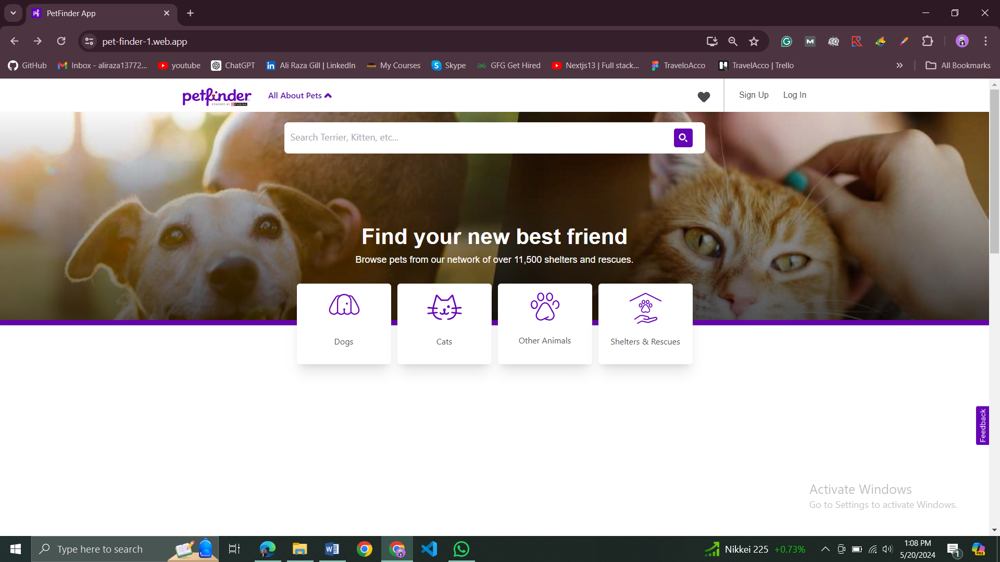 PetFinder App
pet-finder-1.web.app
GitHub
Inbox - aliraza13772...
youtube
ChatGPT
Ali Raza Gill | LinkedIn
My Courses
Skype
GFG Get Hired
Nextjs13 | Full stack...
TraveloAcco
TravelAcco | Trello
All Bookmarks
petfinder
POWERED BY PURINA
All About Pets
Sign Up
Log In
Search Terrier, Kitten, etc...
Find your new best friend
Browse pets from our network of over 11,500 shelters and rescues.
Dogs
Cats
Other Animals
Shelters & Rescues
Feedback
Activate Windows
Go to Settings to activate Windows.
Type here to search
Nikkei 225 +0.73%
1:08 PM
5/20/2024
1
PRE